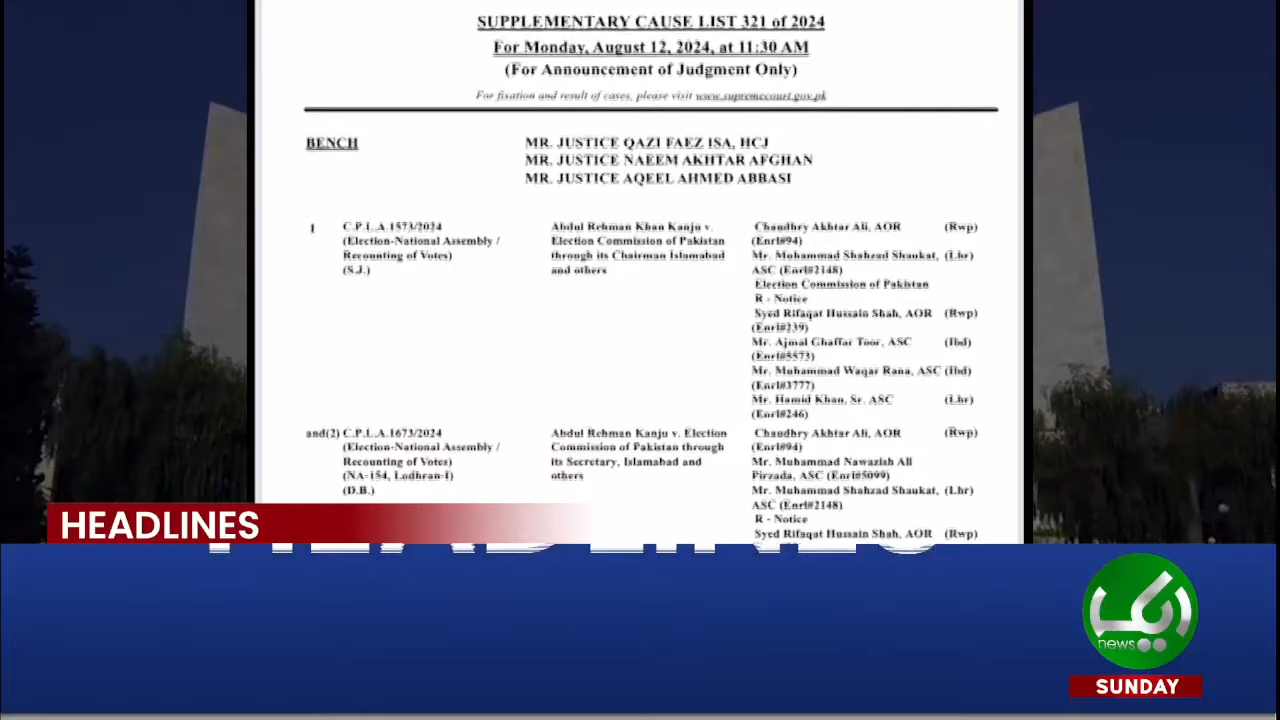 SUPPLEMENTARY CAUSE LIST 321 of 2024
For Monday, August 12, 2024, at 11:30 AM
(For Announcement of Judgment Only)
For fixation and result of cases, please visit www.supremecourt.gov.pk
BENCH
MR. JUSTICE QAZI FAEZ ISA, HCJ
MR. JUSTICE NAEEM AKHTAR AFGHAN
MR. JUSTICE AQEEL AHMED ABBASI
1
C.P.L.A.1573/2024
(Election-National Assembly /
Recounting of Votes)
(S.J.)
Abdul Rehman Khan Kanju v.
Election Commission of Pakistan
through its Chairman Islamabad
and others
Chaudhry Akhtar Ali, AOR (Rwp)
(Enrl#94)
Mr. Muhammad Shahzad Shaukat, (Lhr)
ASC (Enrl#2148)
Election Commission of Pakistan
R - Notice
Syed Rifaqat Hussain Shah, AOR (Rwp)
(Enrl#239)
Mr. Ajmal Ghaffar Toor, ASC (Ibd)
(Enrl#5573)
Mr. Muhammad Waqar Rana, ASC (Ibd)
(Enrl#3777)
Mr. Hamid Khan, Sr. ASC (Lhr)
(Enrl#246)
and(2) C.P.L.A.1673/2024
(Election-National Assembly /
Recounting of Votes)
(NA-154, Lodhran-I)
(D.B.)
Abdul Rehman Kanju v. Election
Commission of Pakistan through
its Secretary, Islamabad and
others
Chaudhry Akhtar Ali, AOR (Rwp)
(Enrl#94)
Mr. Muhammad Nawazish Ali
Pirzada, ASC (Enrl#5099)
Mr. Muhammad Shahzad Shaukat, (Lhr)
ASC (Enrl#2148)
R - Notice
Syed Rifaqat Hussain Shah, AOR (Rwp)
HEADLINES
HEADLINES
news
SUNDAY